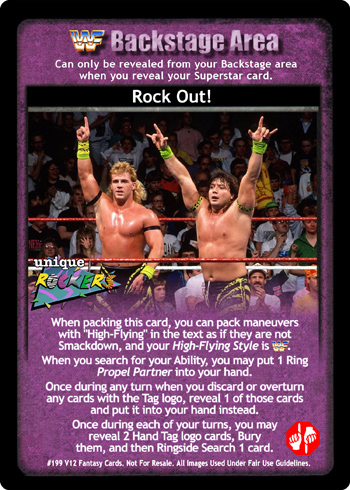 WF Backstage Area
Can only be revealed from your Backstage area
when you reveal your Superstar card.
Rock Out!
unique
ROCKERS
When packing this card, you can pack maneuvers
with "High-Flying" in the text as if they are not
Smackdown, and your High-Flying Style is WF.
When you search for your Ability, you may put 1 Ring
Propel Partner into your hand.
Once during any turn when you discard or overturn
any cards with the Tag logo, reveal 1 of those cards
and put it into your hand instead.
Once during each of your turns, you may
reveal 2 Hand Tag logo cards, Bury
them, and then Ringside Search 1 card.
#199 V12 Fantasy Cards. Not For Resale. All Images Used Under Fair Use Guidelines.